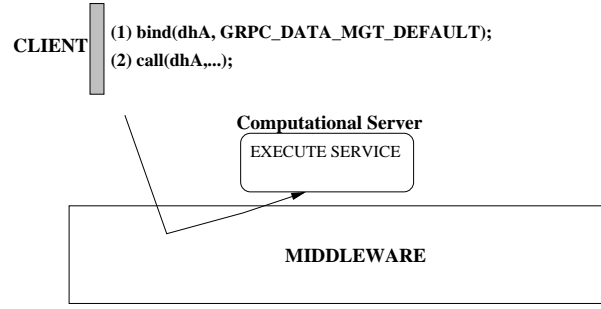 CLIENT
(1) bind(dhA, GRPC_DATA_MGT_DEFAULT);
(2) call(dhA,...);
Computational Server
EXECUTE SERVICE
MIDDLEWARE